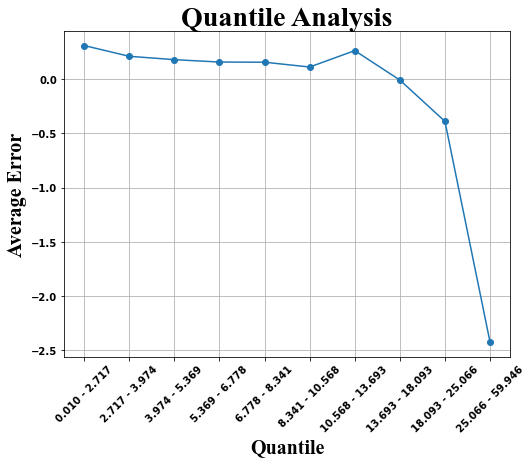 Quantile Analysis
Average Error
0.0
−0.5
−1.0
−1.5
−2.0
−2.5
0.010 - 2.717
2.717 - 3.974
3.974 - 5.369
5.369 - 6.778
6.778 - 8.341
8.341 - 10.568
10.568 - 13.693
13.693 - 18.093
18.093 - 25.066
25.066 - 59.946
Quantile